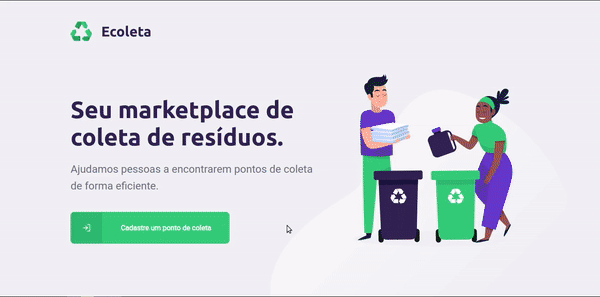 Ecoleta
Seu marketplace de
coleta de resíduos.
Ajudamos pessoas a encontrarem pontos de coleta
de forma eficiente.
Cadastre um ponto de coleta